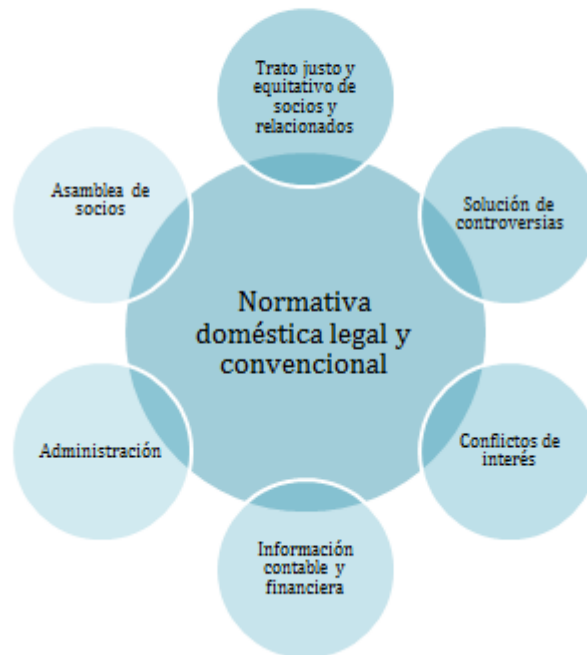 Trato justo y
equitativo de
socios y
relacionados
Solución de
controversias
Conflictos de
interés
Información
contable y
financiera
Administración
Asamblea de
socios
Normativa
doméstica legal y
convencional